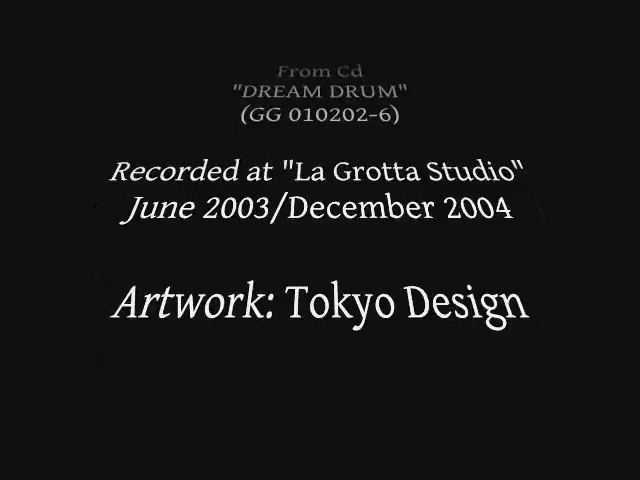 From Cd
"DREAM DRUM"
(GG 010202-6)
Recorded at "La Grotta Studio"
June 2003/December 2004
Artwork: Tokyo Design